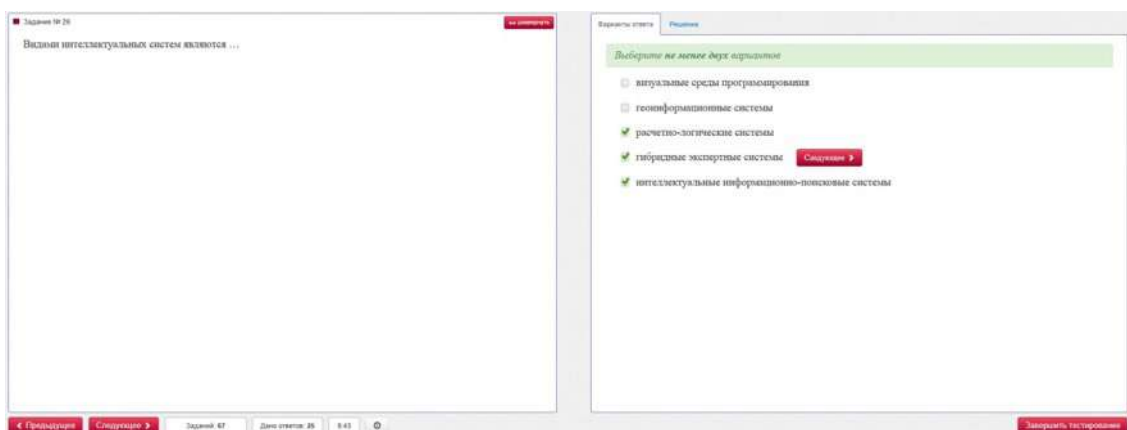 Задание № 26
Видами интеллектуальных систем являются …
Варианты ответа Решение
Выберите не менее двух вариантов
визуальные среды программирования
геоинформационные системы
расчетно-логические системы
гибридные экспертные системы Следующее
интеллектуальные информационно-поисковые системы
Предыдущее Следующее Заданий: 67 Дано ответов: 25 8:43 Завершить тестирование